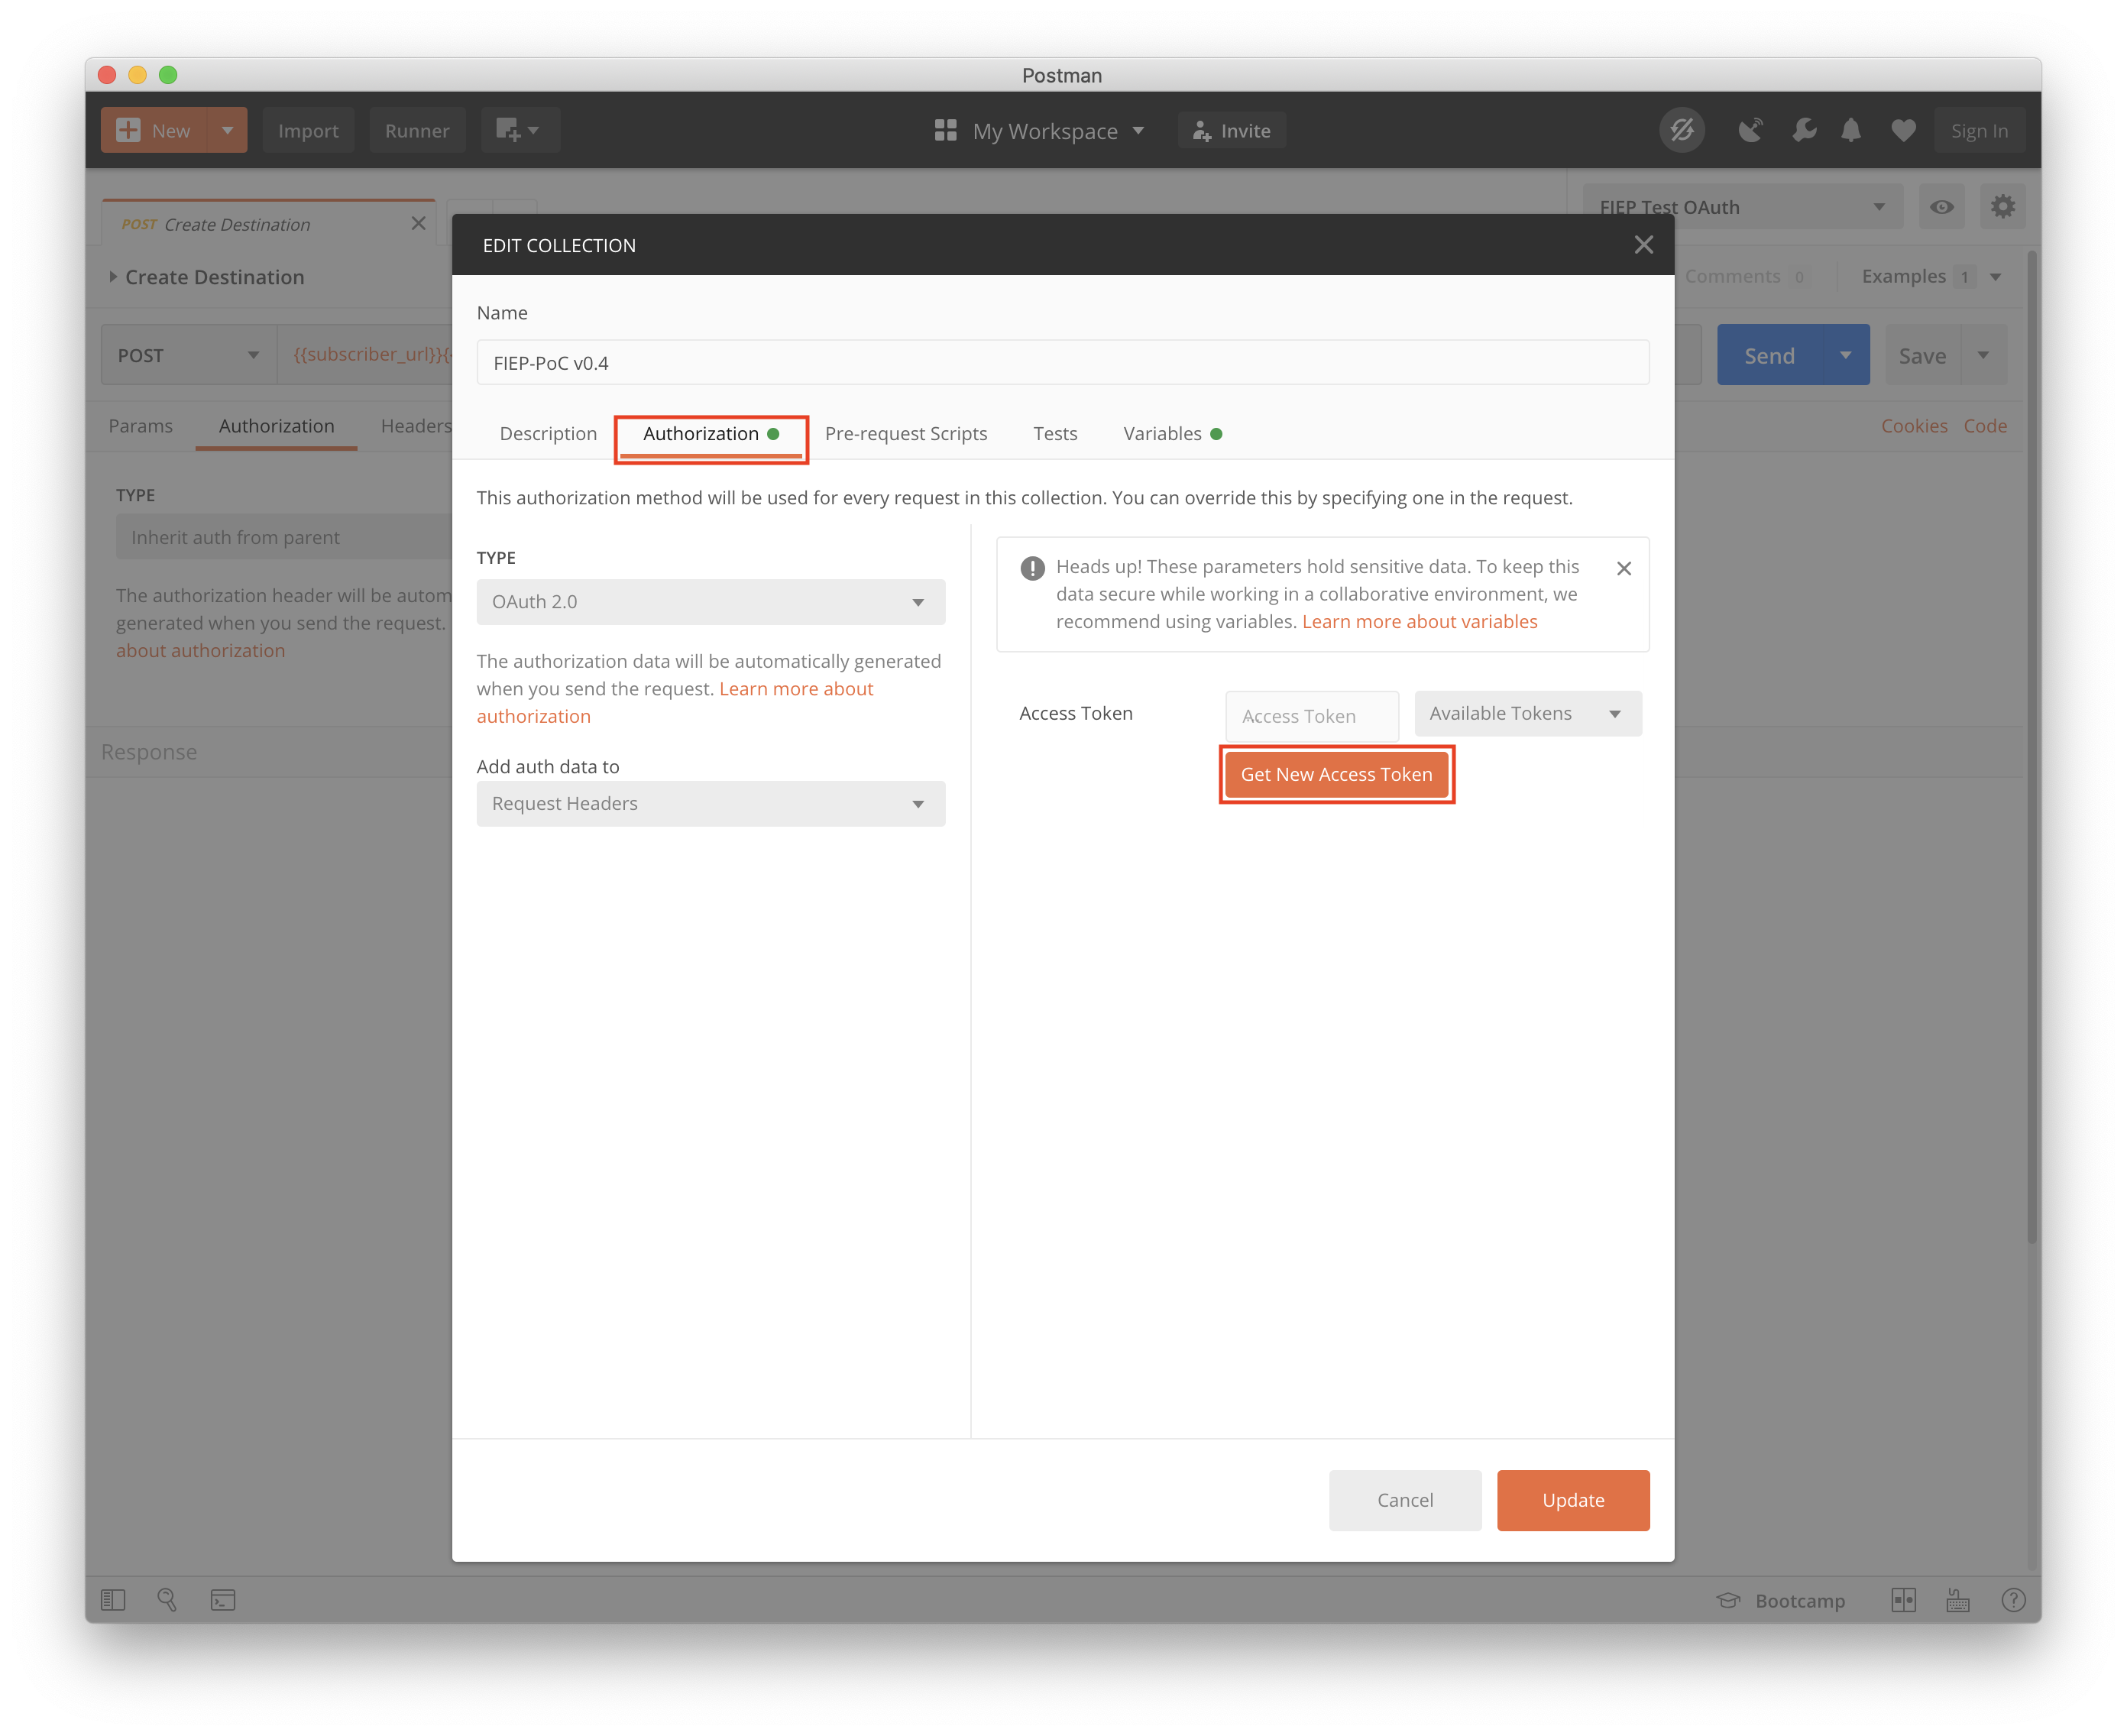 Postman
New
Import
Runner
My Workspace
Invite
Sign In
POST Create Destination
FIEP Test OAuth
EDIT COLLECTION
Create Destination
Comments 0
Examples 1
Name
FIEP-PoC v0.4
POST
{{subscriber_url}}{
Send
Save
Params
Authorization
Headers
Cookies
Code
Description
Authorization
Pre-request Scripts
Tests
Variables
This authorization method will be used for every request in this collection. You can override this by specifying one in the request.
TYPE
Inherit auth from parent
The authorization header will be autom
generated when you send the request.
about authorization
TYPE
OAuth 2.0
The authorization data will be automatically generated
when you send the request. Learn more about
authorization
Add auth data to
Request Headers
Heads up! These parameters hold sensitive data. To keep this
data secure while working in a collaborative environment, we
recommend using variables. Learn more about variables
Access Token
Access Token
Available Tokens
Get New Access Token
Response
Cancel
Update
Bootcamp